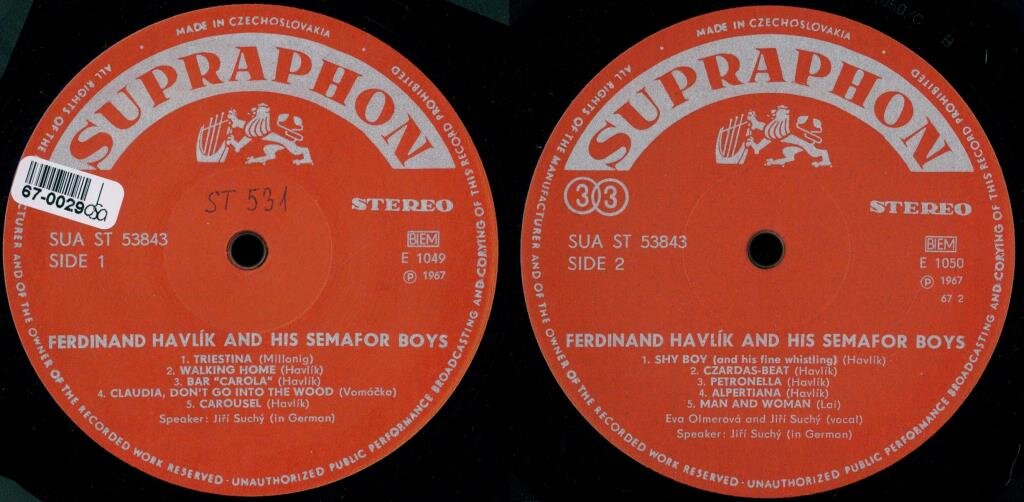 MADE IN CZECHOSLOVAKIA
ALL RIGHTS OF THE MANUFACTURER AND OF THE OWNER OF THE RECORDED WORK RESERVED - UNAUTHORIZED PUBLIC PERFORMANCE BROADCASTING AND COPYING OF THIS RECORD PROHIBITED
SUPRAPHON
67-0029
ST 531
STEREO
SUA ST 53843
SIDE 1
BIEM
E 1049
Ⓟ 1967
FERDINAND HAVLÍK AND HIS SEMAFOR BOYS
1. TRIESTINA (Millonig)
2. WALKING HOME (Havlík)
3. BAR "CAROLA" (Havlík)
4. CLAUDIA, DON'T GO INTO THE WOOD (Vomáčka)
5. CAROUSEL (Havlík)
Speaker: Jiří Suchý (in German)
MADE IN CZECHOSLOVAKIA
ALL RIGHTS OF THE MANUFACTURER AND OF THE OWNER OF THE RECORDED WORK RESERVED - UNAUTHORIZED PUBLIC PERFORMANCE BROADCASTING AND COPYING OF THIS RECORD PROHIBITED
SUPRAPHON
33
STEREO
SUA ST 53843
SIDE 2
BIEM
E 1050
Ⓟ 1967
67 2
FERDINAND HAVLÍK AND HIS SEMAFOR BOYS
1. SHY BOY (and his fine whistling) (Havlík)
2. CZARDAS-BEAT (Havlík)
3. PETRONELLA (Havlík)
4. ALPERTIANA (Havlík)
5. MAN AND WOMAN (Lai)
Eva Olmerová and Jiří Suchý (vocal)
Speaker: Jiří Suchý (in German)